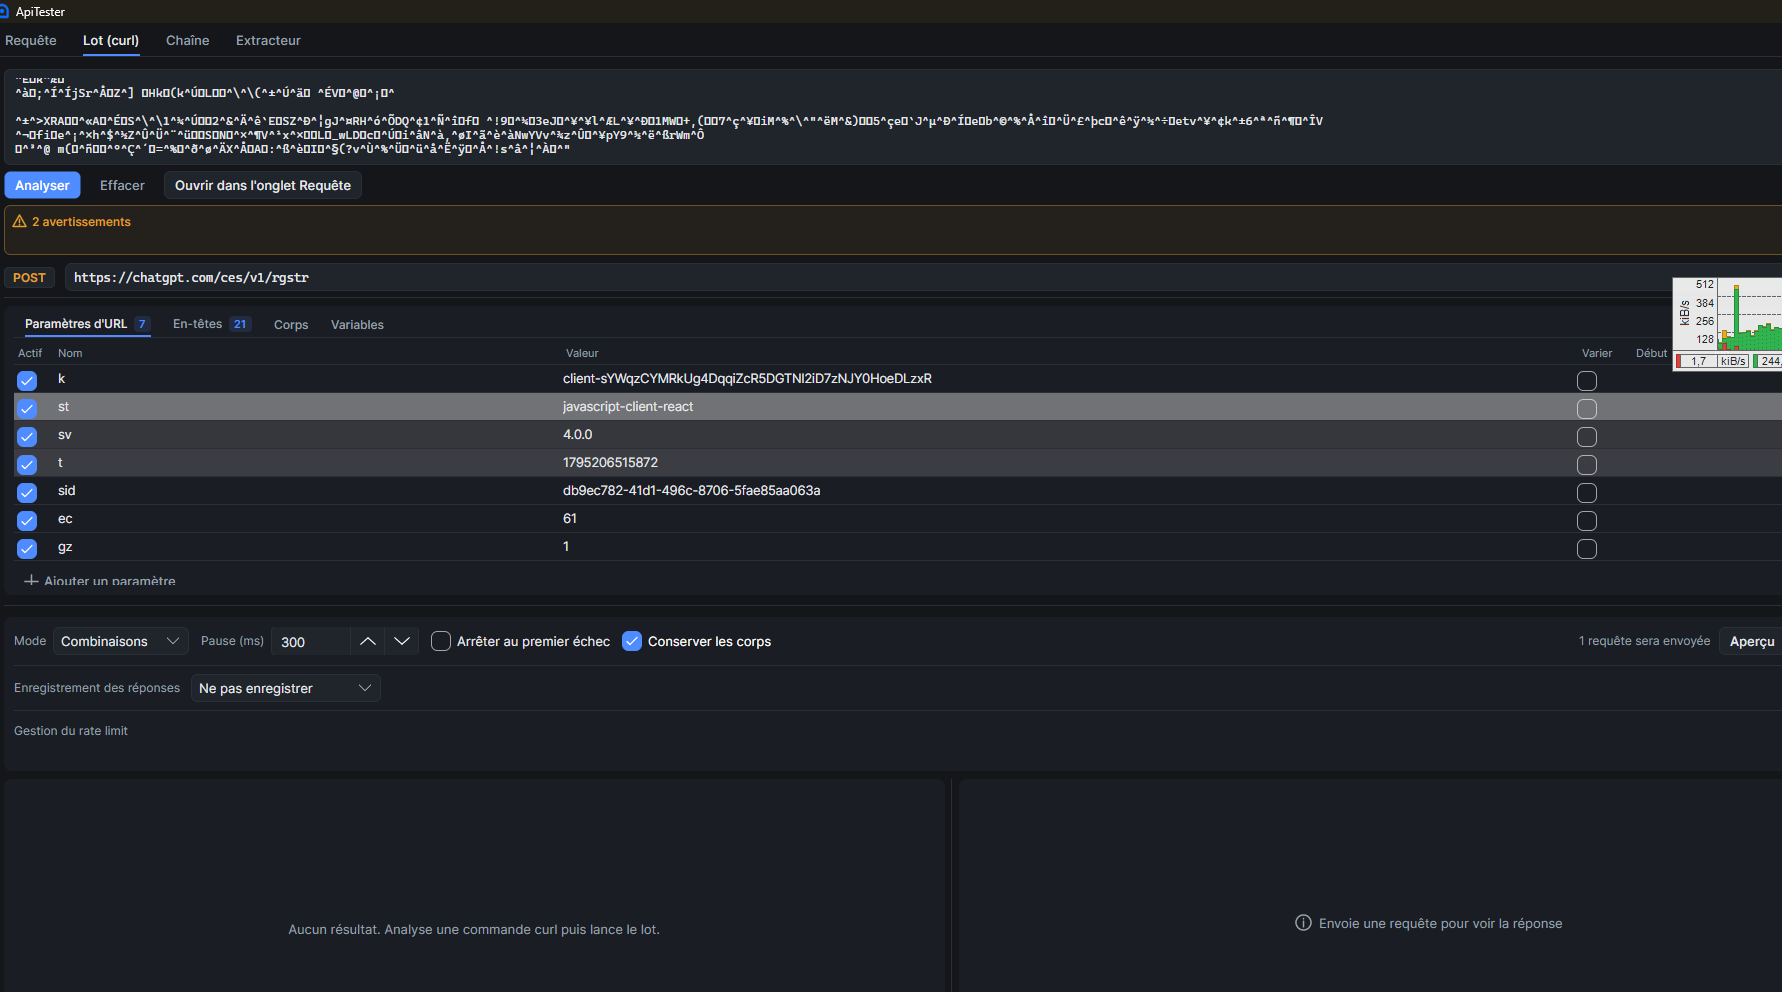 ApiTester
Requête Lot (curl) Chaîne Extracteur
Analyser Effacer Ouvrir dans l'onglet Requête
2 avertissements
POST https://chatgpt.com/ces/v1/rgstr
Paramètres d'URL 7 En-têtes 21 Corps Variables
Actif Nom Valeur Varier Début
k client-sYWqzCYMRkUg4DqqiZcR5DGTNI2iD7zNJY0HoeDLzxR
st javascript-client-react
sv 4.0.0
t 1795206515872
sid db9ec782-41d1-496c-8706-5fae85aa063a
ec 61
gz 1
Ajouter un paramètre
512
384
256
128
kiB/s
1,7 kiB/s 244,
Mode Combinaisons Pause (ms) 300 Arrêter au premier échec Conserver les corps 1 requête sera envoyée Aperçu
Enregistrement des réponses Ne pas enregistrer
Gestion du rate limit
Aucun résultat. Analyse une commande curl puis lance le lot.
Envoie une requête pour voir la réponse